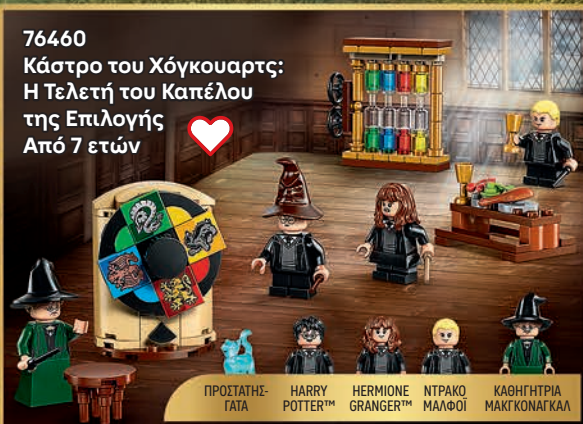 76460
Κάστρο του Χόγκουαρτς:
Η Τελετή του Καπέλου
της Επιλογής
Από 7 ετών
ΠΡΟΣΤΑΤΗΣ-
ΓΑΤΑ
HARRY
POTTER™
HERMIONE
GRANGER™
ΝΤΡΑΚΟ
ΜΑΛΦΟΪ
ΚΑΘΗΓΗΤΡΙΑ
ΜΑΚΓΚΟΝΑΓΚΑΛ